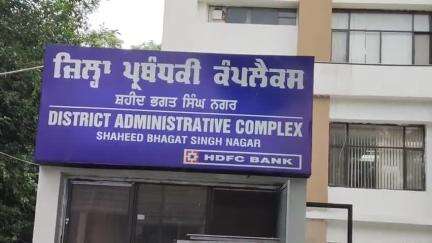 ਜ਼ਿਲ੍ਹਾ ਪ੍ਰਬੰਧਕੀ ਕੰਪਲੈਕਸ
ਸ਼ਹੀਦ ਭਗਤ ਸਿੰਘ ਨਗਰ
DISTRICT ADMINISTRATIVE COMPLEX
SHAHEED BHAGAT SINGH NAGAR
HDFC BANK